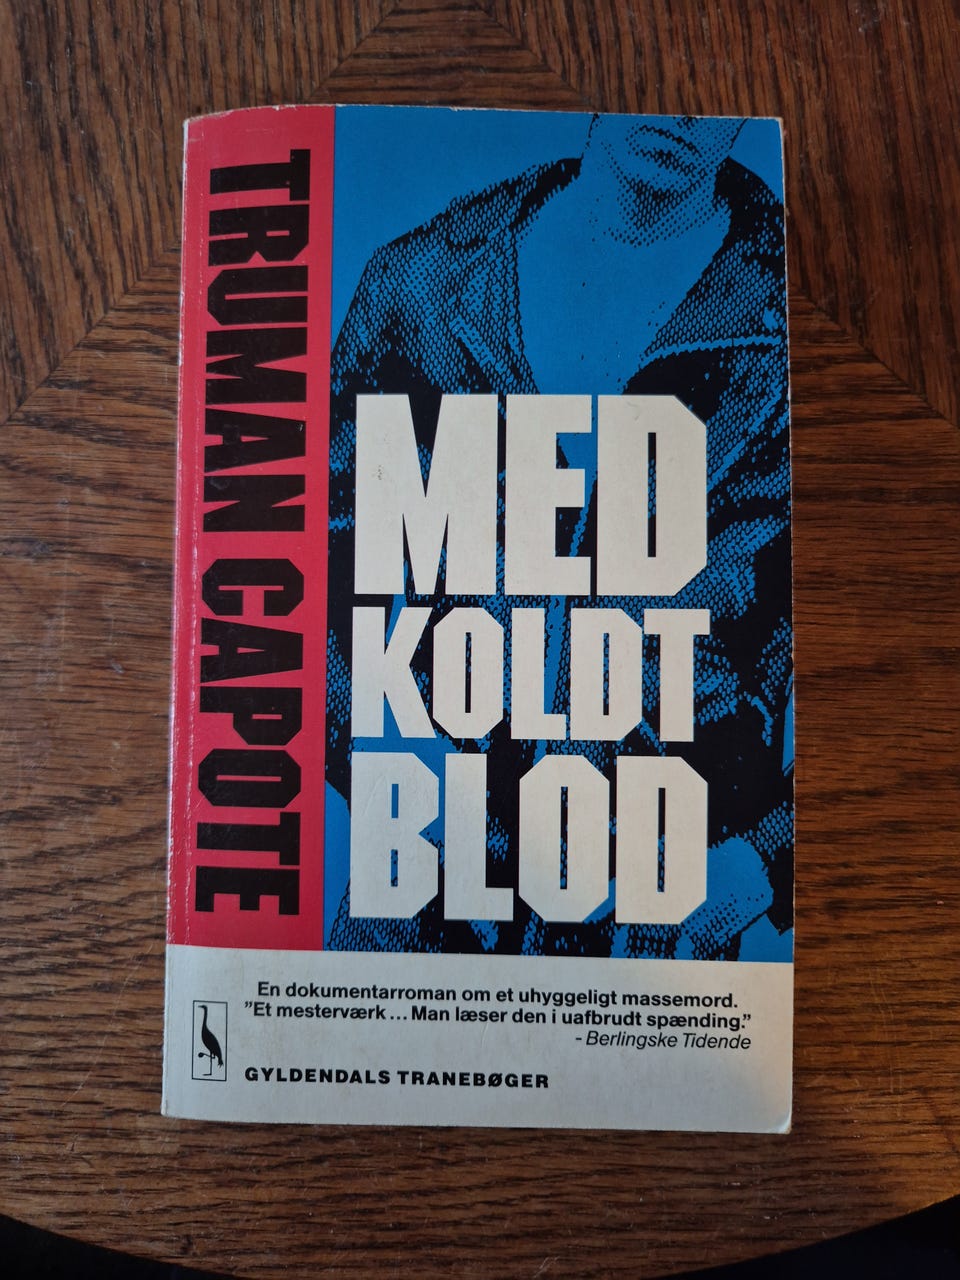 TRUMAN CAPOTE
MED
KOLDT
BLOD
En dokumentarroman om et uhyggeligt massemord.
"Et mesterværk ... Man læser den i uafbrudt spænding."
- Berlingske Tidende
GYLDENDALS TRANEBØGER